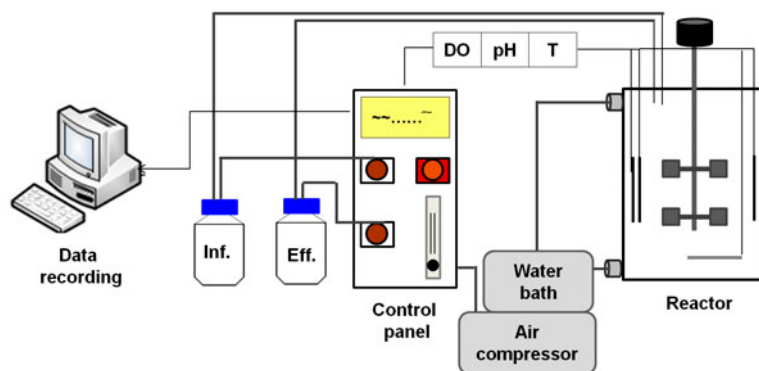 DO pH T
Data
recording
Inf.
Eff.
Control
panel
Water
bath
Air
compressor
Reactor